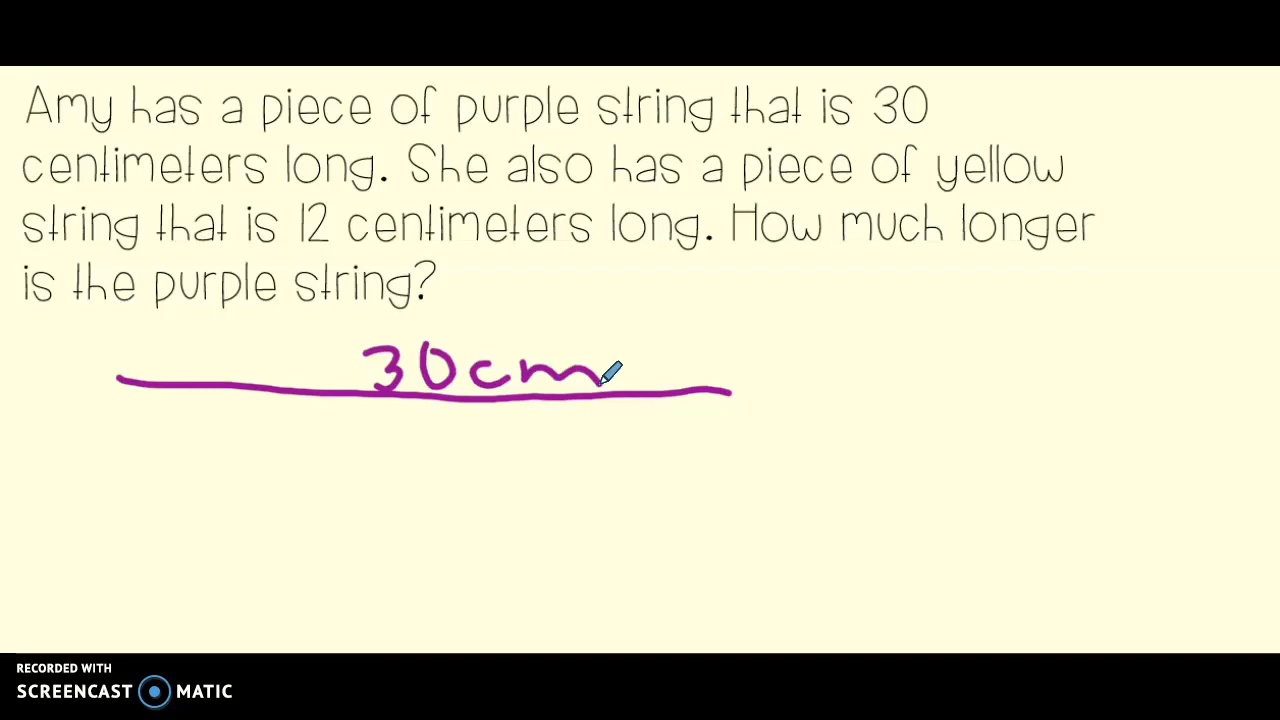 Amy has a piece of purple string that is 30
centimeters long. She also has a piece of yellow
string that is 12 centimeters long. How much longer
is the purple string?
30cm
RECORDED WITH
SCREENCAST MATIC